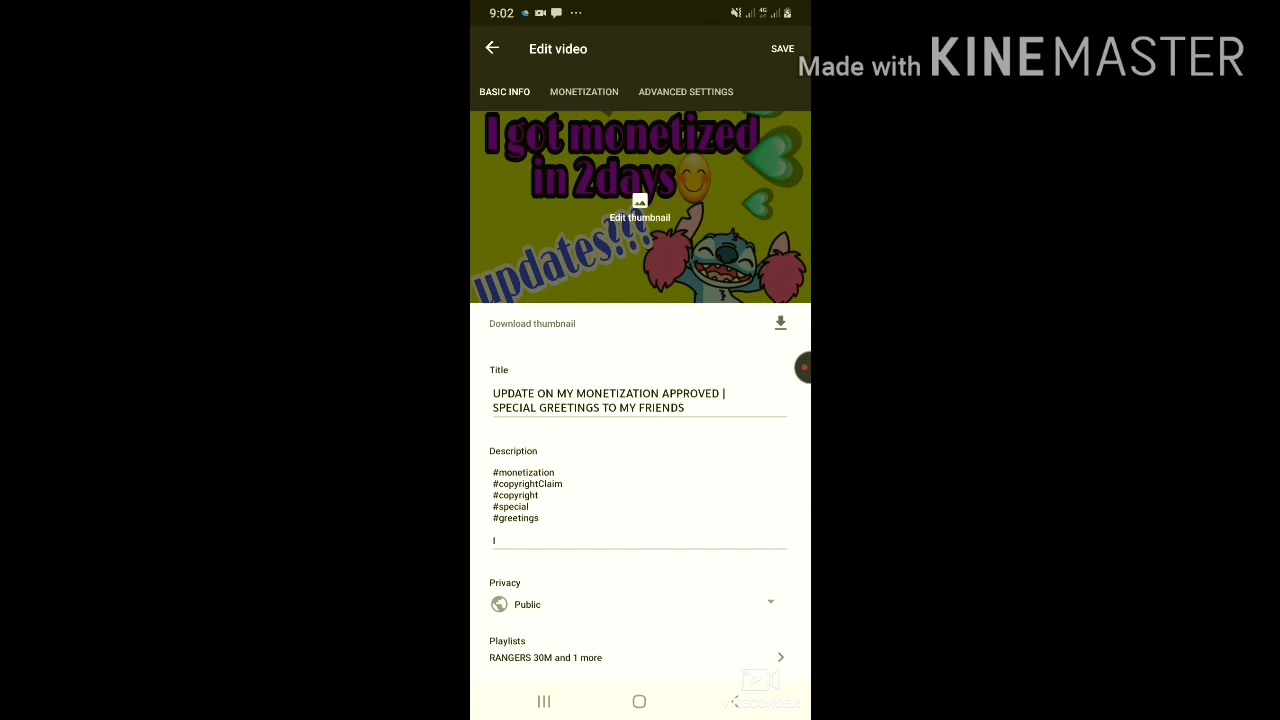 9:02
4G
Edit video
SAVE
Made with KINEMASTER
BASIC INFO
MONETIZATION
ADVANCED SETTINGS
I got monetized
in 2days
Edit thumbnail
updates???
Download thumbnail
Title
UPDATE ON MY MONETIZATION APPROVED |
SPECIAL GREETINGS TO MY FRIENDS
Description
#monetization
#copyrightClaim
#copyright
#special
#greetings
I
Privacy
Public
Playlists
RANGERS 30M and 1 more